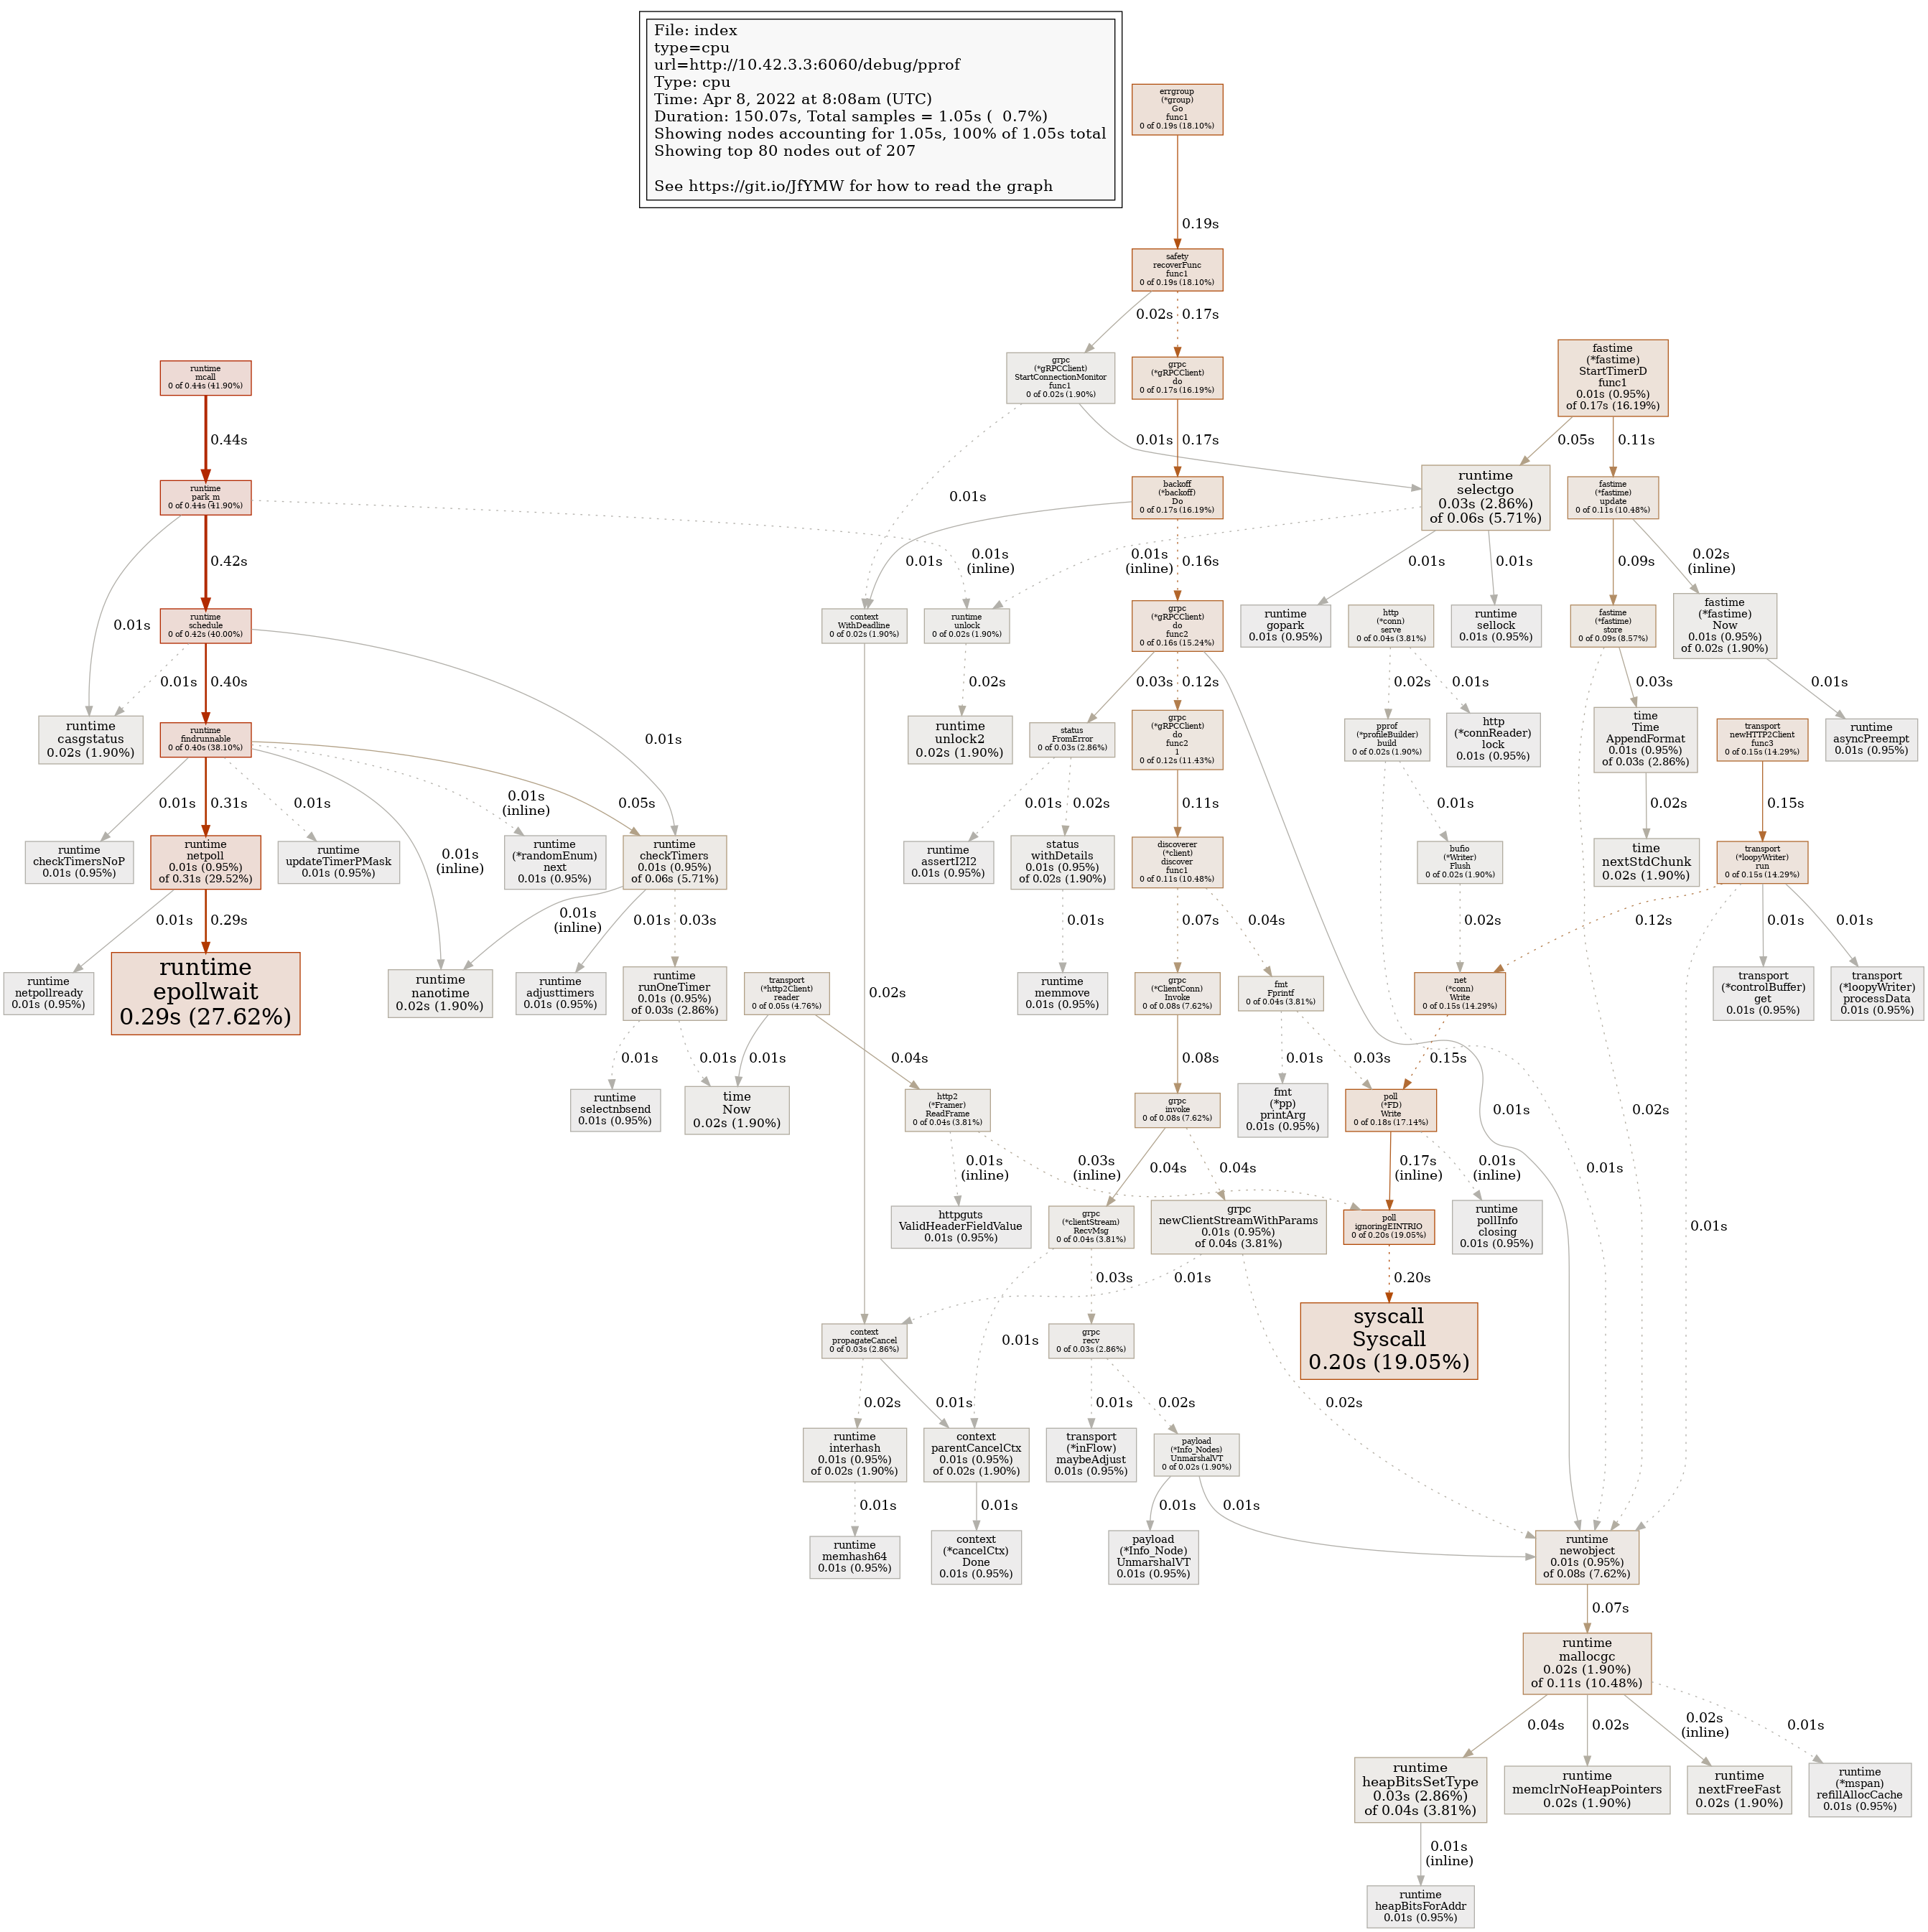 File: index
type=cpu
url=http://10.42.3.3:6060/debug/pprof
Type: cpu
Time: Apr 8, 2022 at 8:08am (UTC)
Duration: 150.07s, Total samples = 1.05s ( 0.7%)
Showing nodes accounting for 1.05s, 100% of 1.05s total
Showing top 80 nodes out of 207
See https://git.io/JfYMW for how to read the graph
errgroup
(*group)
Go
func1
0 of 0.19s (18.10%)
0.19s
safety
recoverFunc
func1
0 of 0.19s (18.10%)
0.02s
0.17s
runtime
mcall
0 of 0.44s (41.90%)
grpc
(*gRPCClient)
StartConnectionMonitor
func1
0 of 0.02s (1.90%)
grpc
(*gRPCClient)
do
0 of 0.17s (16.19%)
fastime
(*fastime)
StartTimerD
func1
0.01s (0.95%)
of 0.17s (16.19%)
0.44s
0.01s
0.17s
0.05s
0.11s
runtime
park_m
0 of 0.44s (41.90%)
0.01s
backoff
(*backoff)
Do
0 of 0.17s (16.19%)
runtime
selectgo
0.03s (2.86%)
of 0.06s (5.71%)
fastime
(*fastime)
update
0 of 0.11s (10.48%)
0.42s
0.01s
0.01s
(inline)
0.01s
(inline)
0.16s
0.01s
0.01s
0.09s
0.02s
(inline)
0.01s
runtime
schedule
0 of 0.42s (40.00%)
context
WithDeadline
0 of 0.02s (1.90%)
runtime
unlock
0 of 0.02s (1.90%)
grpc
(*gRPCClient)
do
func2
0 of 0.16s (15.24%)
runtime
gopark
0.01s (0.95%)
http
(*conn)
serve
0 of 0.04s (3.81%)
runtime
sellock
0.01s (0.95%)
fastime
(*fastime)
store
0 of 0.09s (8.57%)
fastime
(*fastime)
Now
0.01s (0.95%)
of 0.02s (1.90%)
0.01s
0.40s
0.01s
0.02s
0.03s
0.12s
0.02s
0.01s
0.03s
0.01s
runtime
casgstatus
0.02s (1.90%)
runtime
findrunnable
0 of 0.40s (38.10%)
runtime
unlock2
0.02s (1.90%)
status
FromError
0 of 0.03s (2.86%)
grpc
(*gRPCClient)
do
func2
1
0 of 0.12s (11.43%)
pprof
(*profileBuilder)
build
0 of 0.02s (1.90%)
http
(*connReader)
lock
0.01s (0.95%)
time
Time
AppendFormat
0.01s (0.95%)
of 0.03s (2.86%)
transport
newHTTP2Client
func3
0 of 0.15s (14.29%)
runtime
asyncPreempt
0.01s (0.95%)
0.01s
0.31s
0.01s
0.01s
(inline)
0.05s
0.01s
0.02s
0.11s
0.01s
0.02s
0.15s
0.01s
(inline)
runtime
checkTimersNoP
0.01s (0.95%)
runtime
netpoll
0.01s (0.95%)
of 0.31s (29.52%)
runtime
updateTimerPMask
0.01s (0.95%)
runtime
(*randomEnum)
next
0.01s (0.95%)
runtime
checkTimers
0.01s (0.95%)
of 0.06s (5.71%)
runtime
assertI2I2
0.01s (0.95%)
status
withDetails
0.01s (0.95%)
of 0.02s (1.90%)
discoverer
(*client)
discover
func1
0 of 0.11s (10.48%)
bufio
(*Writer)
Flush
0 of 0.02s (1.90%)
time
nextStdChunk
0.02s (1.90%)
transport
(*loopyWriter)
run
0 of 0.15s (14.29%)
0.01s
0.29s
0.01s
(inline)
0.01s
0.03s
0.01s
0.07s
0.04s
0.02s
0.12s
0.01s
0.01s
runtime
netpollready
0.01s (0.95%)
runtime
epollwait
0.29s (27.62%)
runtime
nanotime
0.02s (1.90%)
runtime
adjusttimers
0.01s (0.95%)
runtime
runOneTimer
0.01s (0.95%)
of 0.03s (2.86%)
transport
(*http2Client)
reader
0 of 0.05s (4.76%)
0.02s
runtime
memmove
0.01s (0.95%)
grpc
(*ClientConn)
Invoke
0 of 0.08s (7.62%)
fmt
Fprintf
0 of 0.04s (3.81%)
net
(*conn)
Write
0 of 0.15s (14.29%)
transport
(*controlBuffer)
get
0.01s (0.95%)
transport
(*loopyWriter)
processData
0.01s (0.95%)
0.01s
0.01s
0.01s
0.04s
0.08s
0.01s
0.03s
0.15s
runtime
selectnbsend
0.01s (0.95%)
time
Now
0.02s (1.90%)
http2
(*Framer)
ReadFrame
0 of 0.04s (3.81%)
grpc
invoke
0 of 0.08s (7.62%)
fmt
(*pp)
printArg
0.01s (0.95%)
poll
(*FD)
Write
0 of 0.18s (17.14%)
0.01s
0.02s
0.01s
(inline)
0.03s
(inline)
0.04s
0.04s
0.17s
(inline)
0.01s
(inline)
0.01s
httpguts
ValidHeaderFieldValue
0.01s (0.95%)
grpc
(*clientStream)
RecvMsg
0 of 0.04s (3.81%)
grpc
newClientStreamWithParams
0.01s (0.95%)
of 0.04s (3.81%)
poll
ignoringEINTRIO
0 of 0.20s (19.05%)
runtime
pollInfo
closing
0.01s (0.95%)
0.01s
0.03s
0.01s
0.20s
context
propagateCancel
0 of 0.03s (2.86%)
0.01s
grpc
recv
0 of 0.03s (2.86%)
syscall
Syscall
0.20s (19.05%)
0.02s
0.01s
0.01s
0.02s
0.02s
runtime
interhash
0.01s (0.95%)
of 0.02s (1.90%)
context
parentCancelCtx
0.01s (0.95%)
of 0.02s (1.90%)
transport
(*inFlow)
maybeAdjust
0.01s (0.95%)
payload
(*Info_Nodes)
UnmarshalVT
0 of 0.02s (1.90%)
0.01s
0.01s
0.01s
0.01s
runtime
memhash64
0.01s (0.95%)
context
(*cancelCtx)
Done
0.01s (0.95%)
payload
(*Info_Node)
UnmarshalVT
0.01s (0.95%)
runtime
newobject
0.01s (0.95%)
of 0.08s (7.62%)
0.07s
runtime
mallocgc
0.02s (1.90%)
of 0.11s (10.48%)
0.04s
0.02s
0.02s
(inline)
0.01s
runtime
heapBitsSetType
0.03s (2.86%)
of 0.04s (3.81%)
runtime
memclrNoHeapPointers
0.02s (1.90%)
runtime
nextFreeFast
0.02s (1.90%)
runtime
(*mspan)
refillAllocCache
0.01s (0.95%)
0.01s
(inline)
runtime
heapBitsForAddr
0.01s (0.95%)